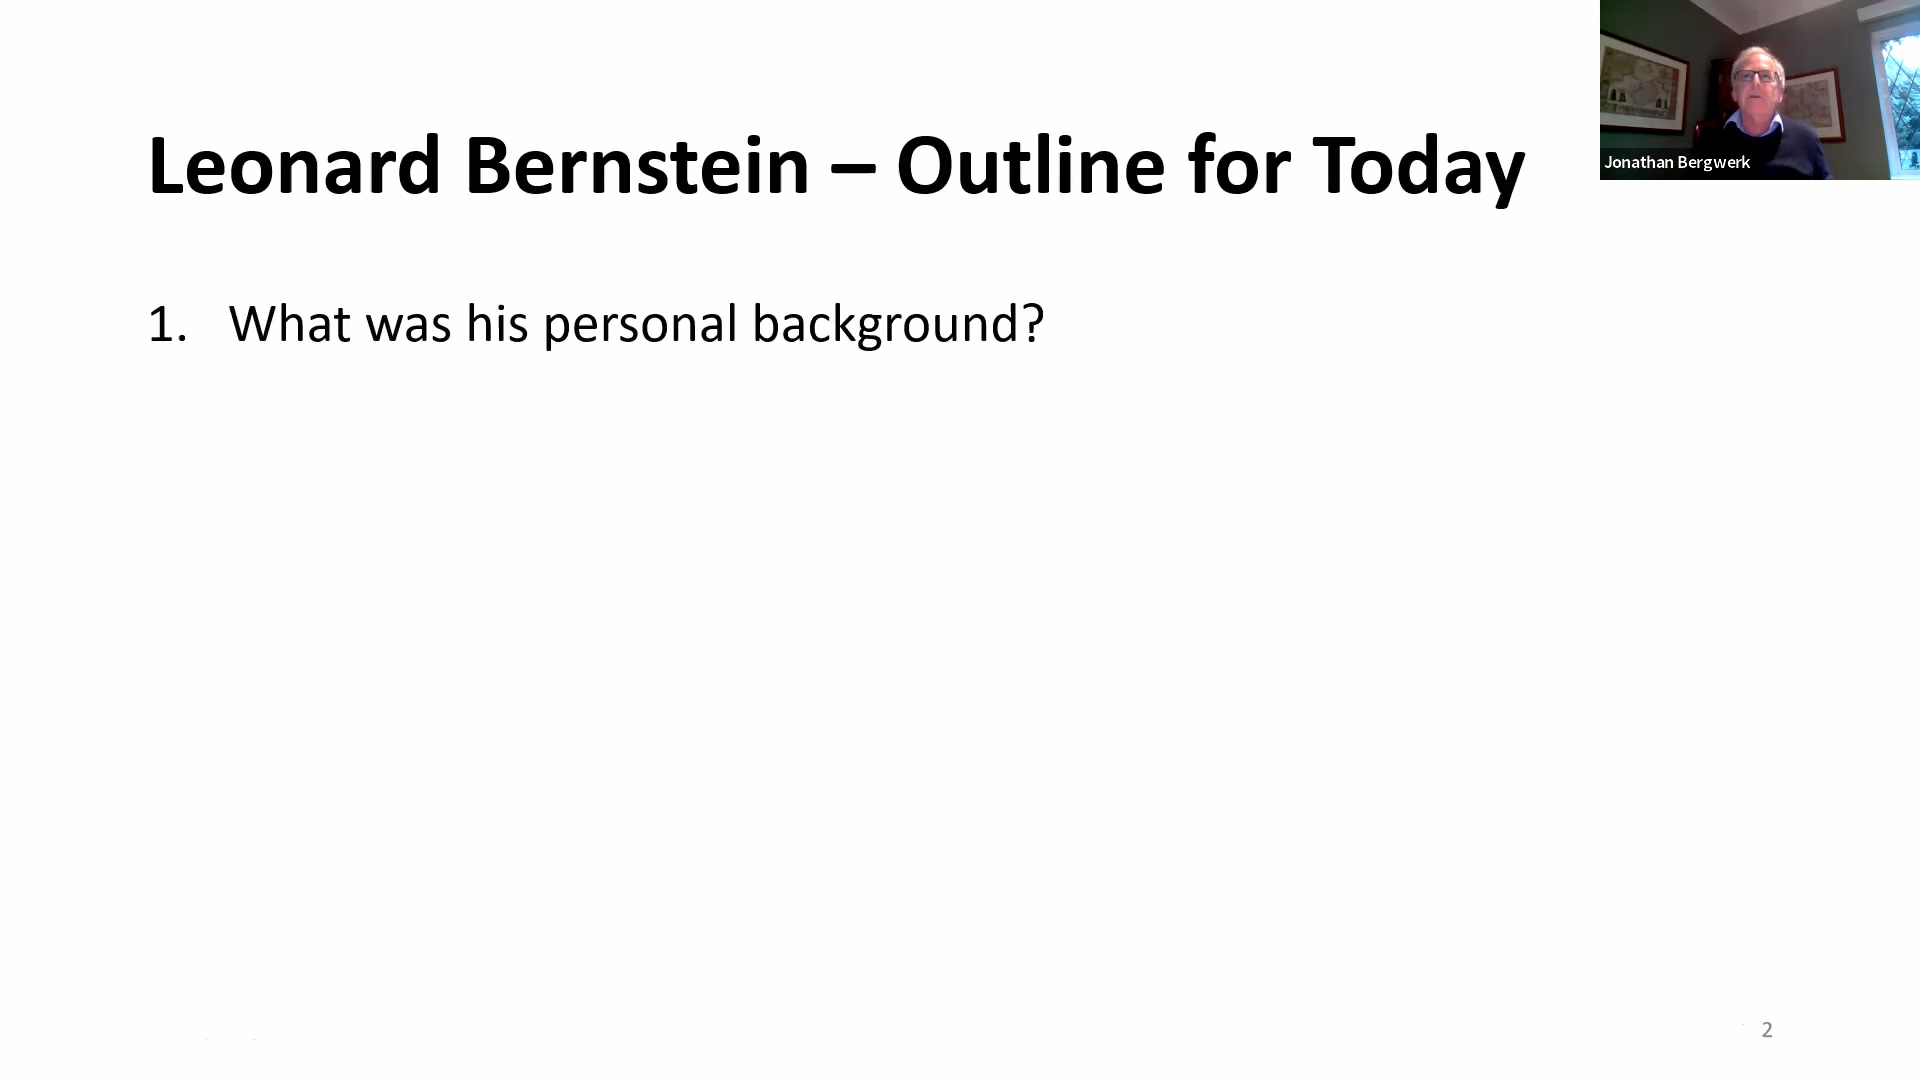 Leonard Bernstein – Outline for Today
Jonathan Bergwerk
1. What was his personal background?
2